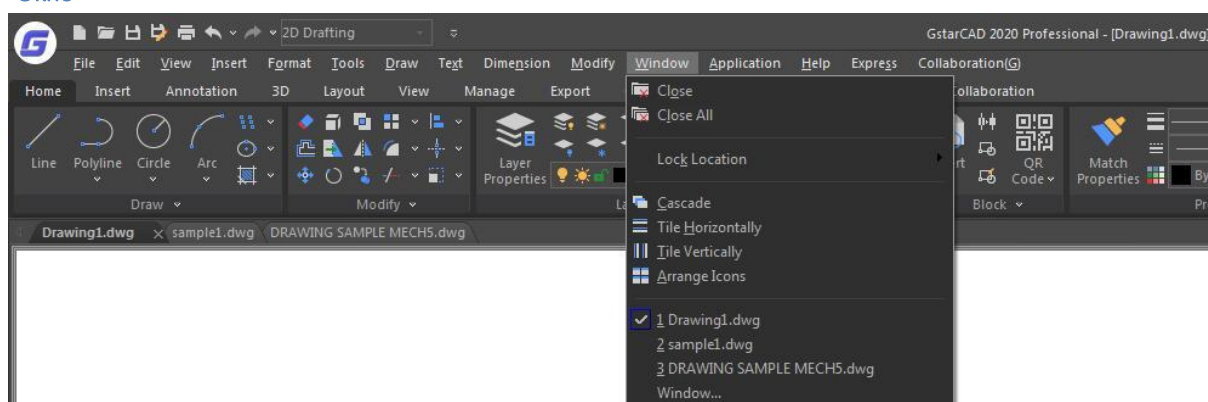 2D Drafting
GstarCAD 2020 Professional - [Drawing1.dwg]
File Edit View Insert Format Tools Draw Text Dimension Modify Window Application Help Express Collaboration(G)
Home Insert Annotation 3D Layout View Manage Export
Close
Close All
Lock Location
Cascade
Tile Horizontally
Tile Vertically
Arrange Icons
1 Drawing1.dwg
2 sample1.dwg
3 DRAWING SAMPLE MECH5.dwg
Window...
Line Polyline Circle Arc
Layer
Properties
QR
Code
Match
Properties
By
Draw Modify Block
Drawing1.dwg sample1.dwg DRAWING SAMPLE MECH5.dwg